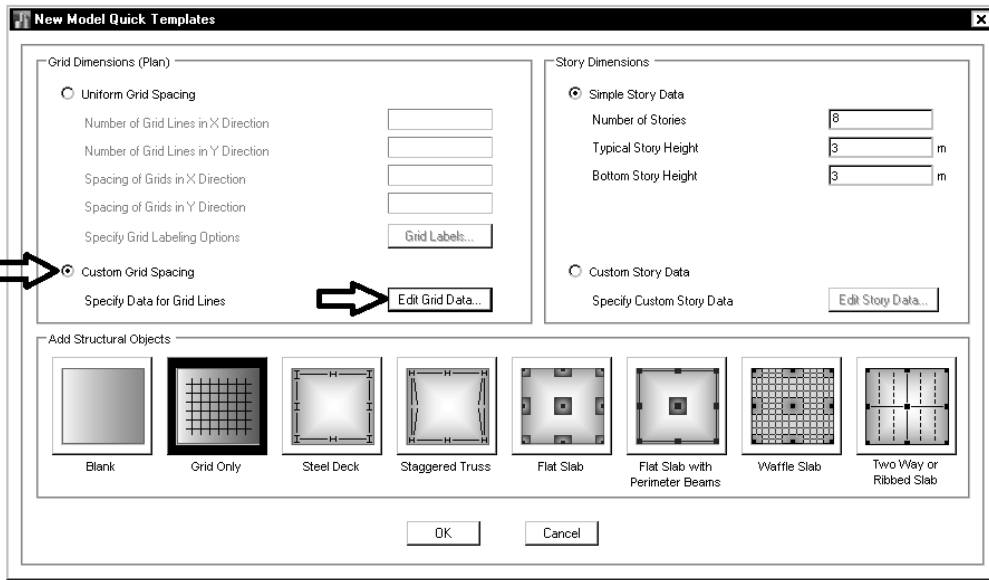 New Model Quick Templates
Grid Dimensions (Plan)
Uniform Grid Spacing
Number of Grid Lines in X Direction
Number of Grid Lines in Y Direction
Spacing of Grids in X Direction
Spacing of Grids in Y Direction
Specify Grid Labeling Options
Grid Labels...
Custom Grid Spacing
Specify Data for Grid Lines
Edit Grid Data...
Story Dimensions
Simple Story Data
Number of Stories
8
Typical Story Height
3
m
Bottom Story Height
3
m
Custom Story Data
Specify Custom Story Data
Edit Story Data...
Add Structural Objects
Blank
Grid Only
Steel Deck
Staggered Truss
Flat Slab
Flat Slab with
Perimeter Beams
Waffle Slab
Two Way or
Ribbed Slab
OK
Cancel